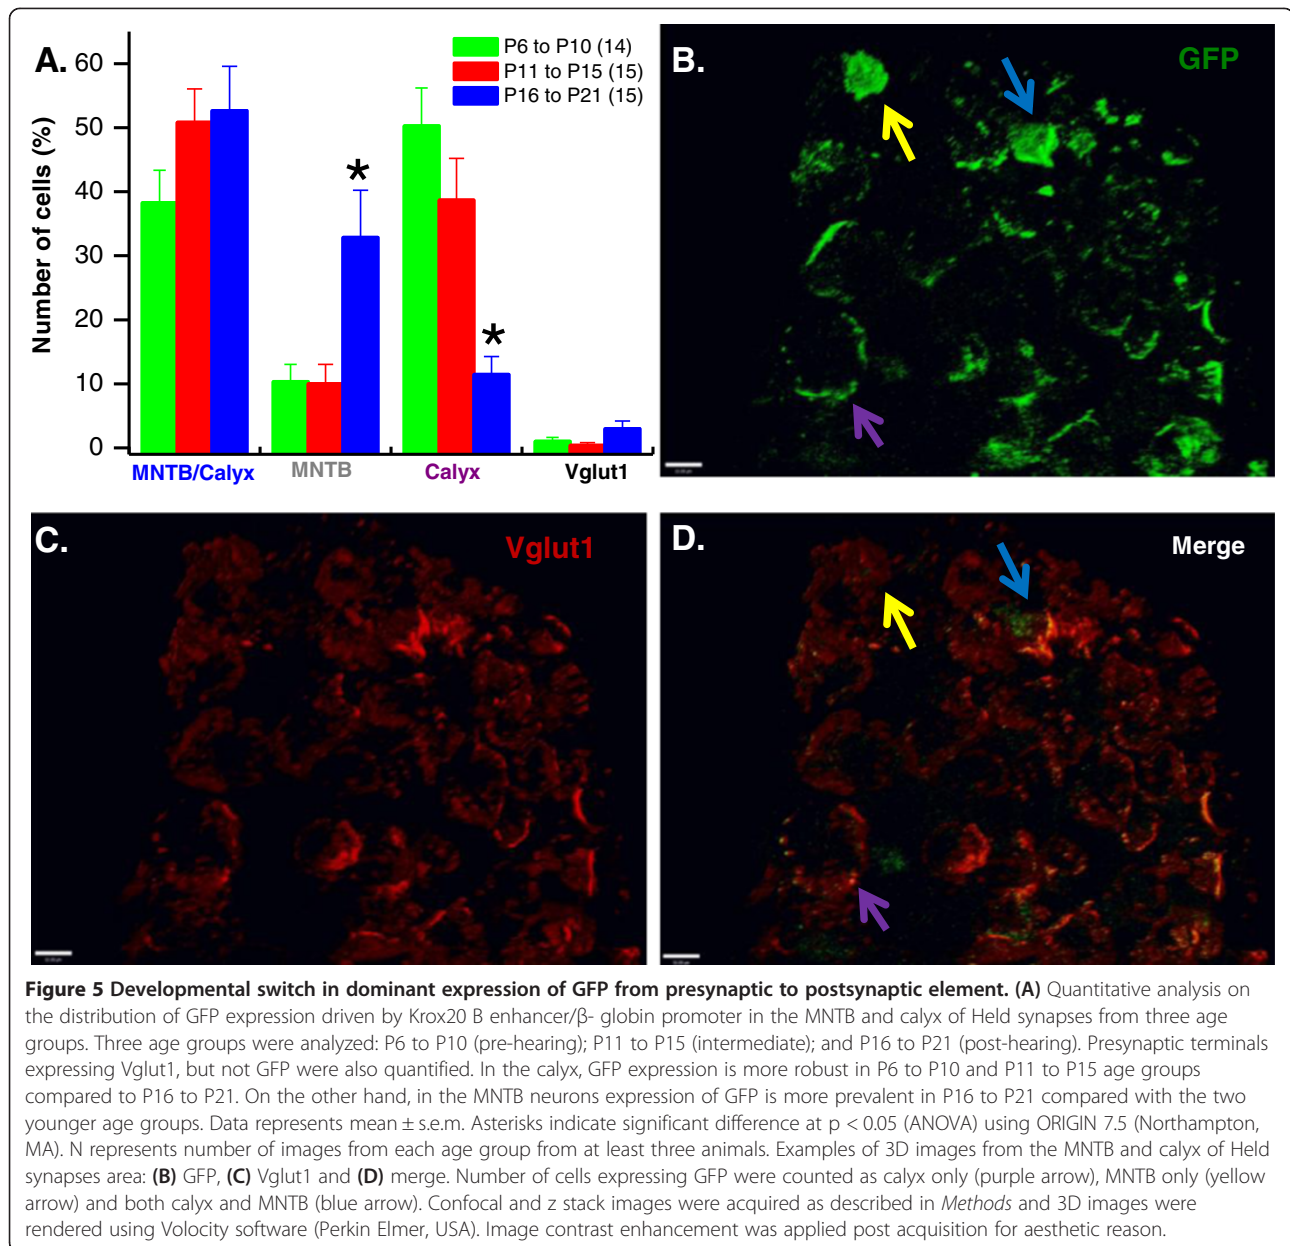 A.
P6 to P10 (14)
P11 to P15 (15)
P16 to P21 (15)
Number of cells (%)
60
50
40
30
20
10
0
*
*
MNTB/Calyx
MNTB
Calyx
Vglut1
B.
GFP
C.
Vglut1
D.
Merge
Figure 5 Developmental switch in dominant expression of GFP from presynaptic to postsynaptic element. (A) Quantitative analysis on
the distribution of GFP expression driven by Krox20 B enhancer/β- globin promoter in the MNTB and calyx of Held synapses from three age
groups. Three age groups were analyzed: P6 to P10 (pre-hearing); P11 to P15 (intermediate); and P16 to P21 (post-hearing). Presynaptic terminals
expressing Vglut1, but not GFP were also quantified. In the calyx, GFP expression is more robust in P6 to P10 and P11 to P15 age groups
compared to P16 to P21. On the other hand, in the MNTB neurons expression of GFP is more prevalent in P16 to P21 compared with the two
younger age groups. Data represents mean ± s.e.m. Asterisks indicate significant difference at p < 0.05 (ANOVA) using ORIGIN 7.5 (Northampton,
MA). N represents number of images from each age group from at least three animals. Examples of 3D images from the MNTB and calyx of Held
synapses area: (B) GFP, (C) Vglut1 and (D) merge. Number of cells expressing GFP were counted as calyx only (purple arrow), MNTB only (yellow
arrow) and both calyx and MNTB (blue arrow). Confocal and z stack images were acquired as described in Methods and 3D images were
rendered using Volocity software (Perkin Elmer, USA). Image contrast enhancement was applied post acquisition for aesthetic reason.